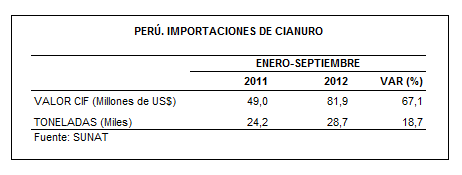 PERÚ. IMPORTACIONES DE CIANURO
ENERO-SEPTIEMBRE
2011 2012 VAR (%)
VALOR CIF (Millones de US$) 49,0 81,9 67,1
TONELADAS (Miles) 24,2 28,7 18,7
Fuente: SUNAT